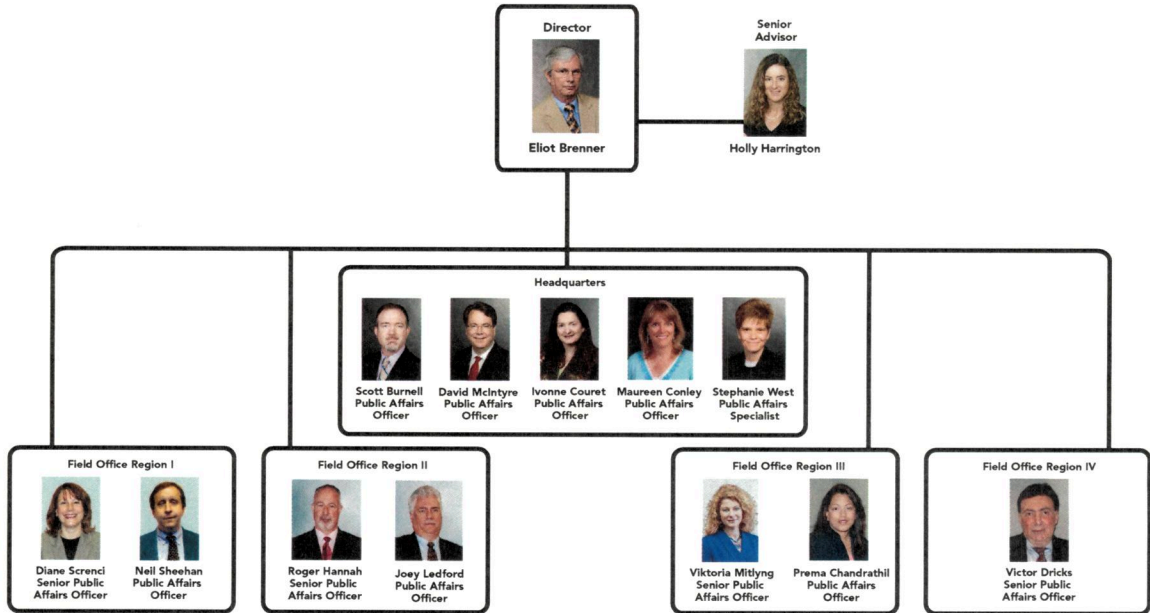 Director
Eliot Brenner
Senior
Advisor
Holly Harrington
Headquarters
Scott Burnell
Public Affairs
Officer
David McIntyre
Public Affairs
Officer
Ivonne Couret
Public Affairs
Officer
Maureen Conley
Public Affairs
Officer
Stephanie West
Public Affairs
Specialist
Field Office Region I
Diane Screnci
Senior Public
Affairs Officer
Neil Sheehan
Public Affairs
Officer
Field Office Region II
Roger Hannah
Senior Public
Affairs Officer
Joey Ledford
Public Affairs
Officer
Field Office Region III
Viktoria Mitlyng
Senior Public
Affairs Officer
Prema Chandrathil
Public Affairs
Officer
Field Office Region IV
Victor Dricks
Senior Public
Affairs Officer